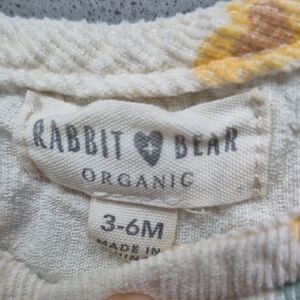 RABBIT BEAR
ORGANIC
3-6M
MADE IN